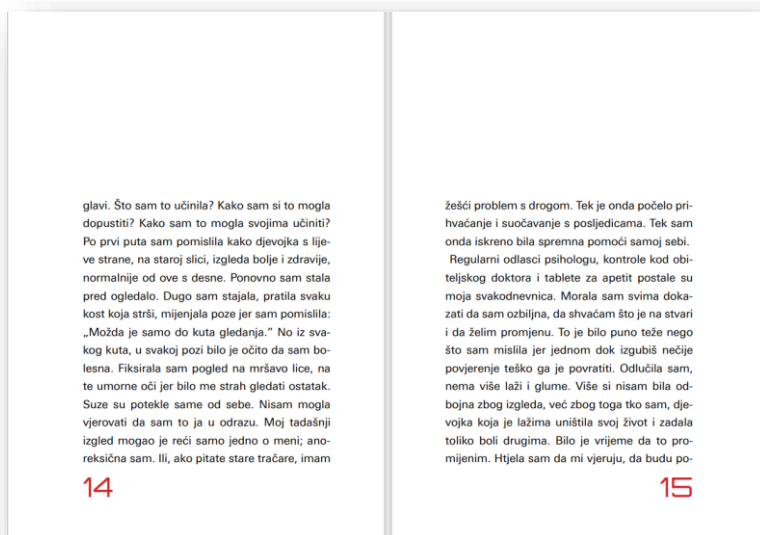 glavi. Što sam to učinila? Kako sam si to mogla
dopustiti? Kako sam to mogla svojima učiniti?
Po prvi puta sam pomislila kako djevojka s lije-
ve strane, na staroj slici, izgleda bolje i zdravije,
normalnije od ove s desne. Ponovno sam stala
pred ogledalo. Dugo sam stajala, pratila svaku
kost koja strši, mijenjala poze jer sam pomislila:
„Možda je samo do kuta gledanja.” No iz sva-
kog kuta, u svakoj pozi bilo je očito da sam bo-
lesna. Fiksirala sam pogled na mršavo lice, na
te umorne oči jer bilo me strah gledati ostatak.
Suze su potekle same od sebe. Nisam mogla
vjerovati da sam to ja u odrazu. Moj tadašnji
izgled mogao je reći samo jedno o meni; ano-
reksična sam. Ili, ako pitate stare tračare, imam
14
žešći problem s drogom. Tek je onda počelo pri-
hvaćanje i suočavanje s posljedicama. Tek sam
onda iskreno bila spremna pomoći samoj sebi.
Regularni odlasci psihologu, kontrole kod obi-
teljskog doktora i tablete za apetit postale su
moja svakodnevnica. Morala sam svima doka-
zati da sam ozbiljna, da shvaćam što je na stvari
i da želim promjenu. To je bilo puno teže nego
što sam mislila jer jednom dok izgubiš nečije
povjerenje teško ga je povratiti. Odlučila sam,
nema više laži i glume. Više si nisam bila od-
bojna zbog izgleda, već zbog toga tko sam, dje-
vojka koja je lažima uništila svoj život i zadala
toliko boli drugima. Bilo je vrijeme da to pro-
mijenim. Htjela sam da mi vjeruju, da budu po-
15